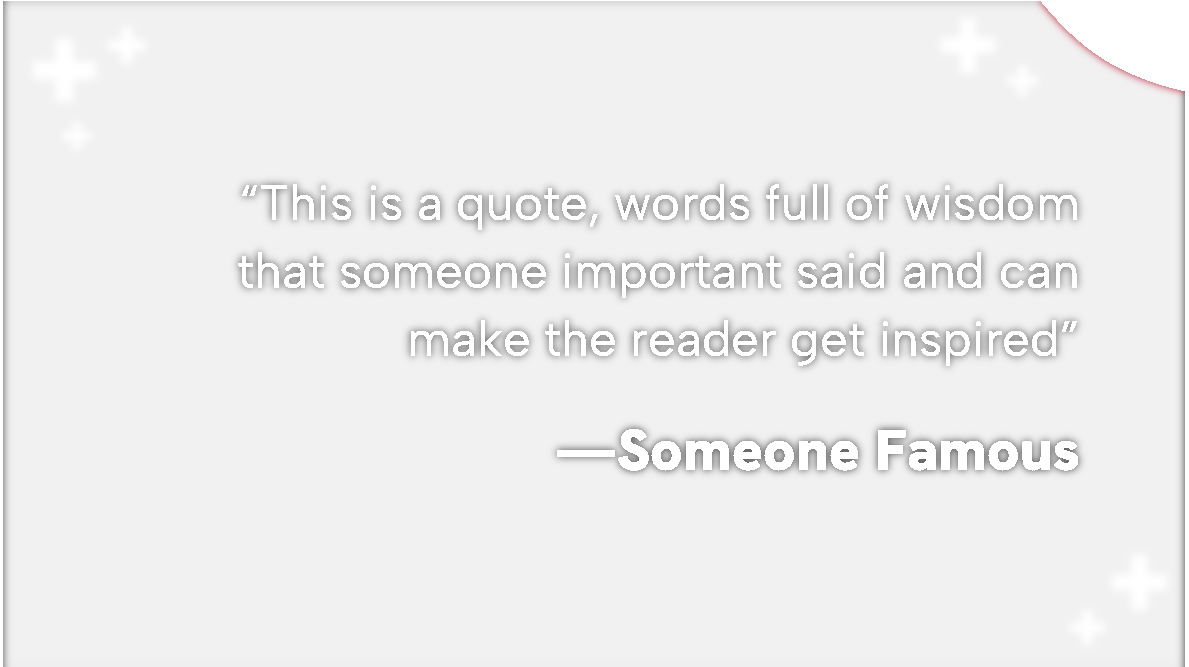 “This is a quote, words full of wisdom
that someone important said and can
make the reader get inspired”
—Someone Famous